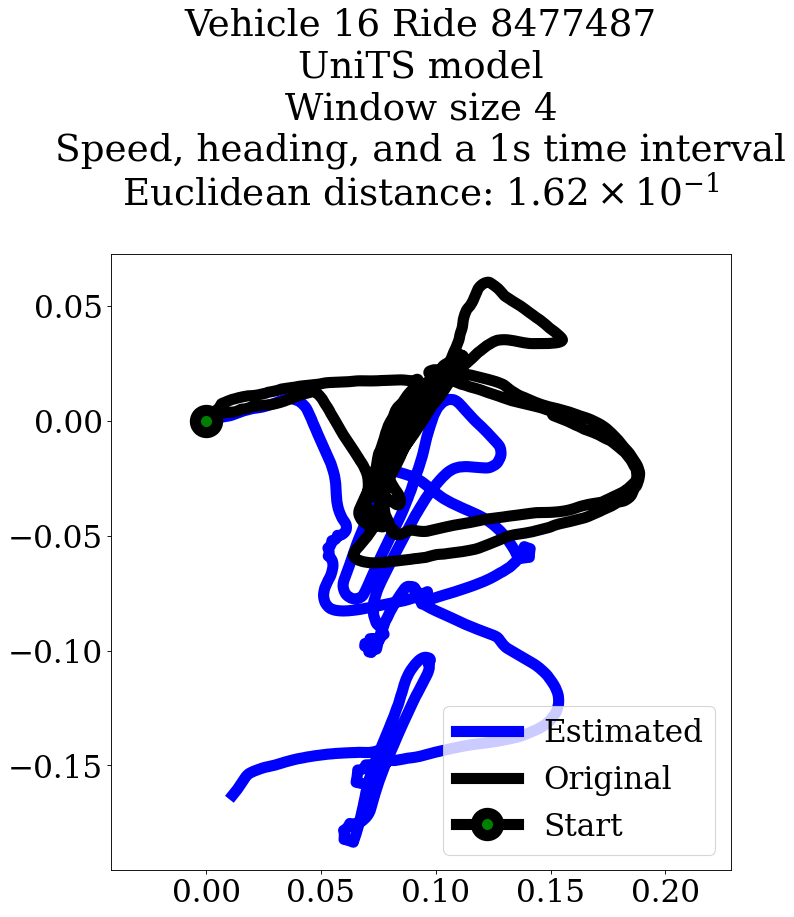 Vehicle 16 Ride 8477487
UniTS model
Window size 4
Speed, heading, and a 1s time interval
Euclidean distance: 1.62 × 10⁻¹
0.05
0.00
−0.05
−0.10
−0.15
Estimated
Original
Start
0.00 0.05 0.10 0.15 0.20